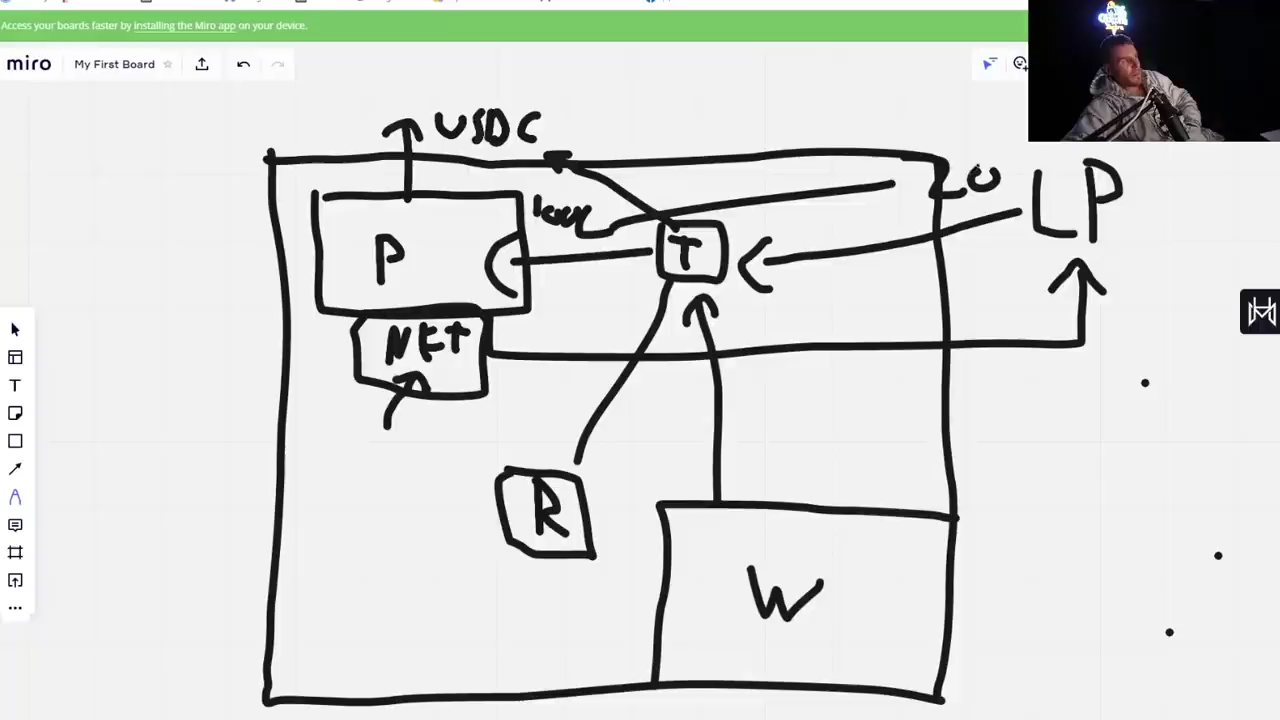 Access your boards faster by installing the Miro app on your device.
miro
My First Board
USDC
LP
P
T
NFT
R
W
T